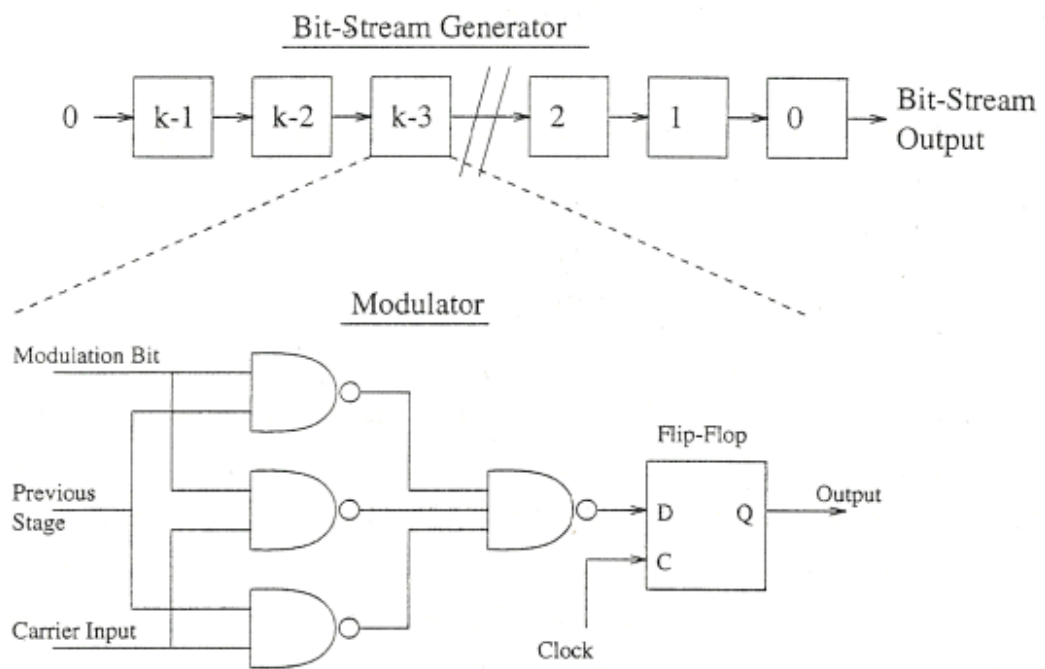 Bit-Stream Generator
0
k-1
k-2
k-3
2
1
0
Bit-Stream
Output
Modulator
Modulation Bit
Previous
Stage
Carrier Input
Flip-Flop
D
Q
C
Output
Clock